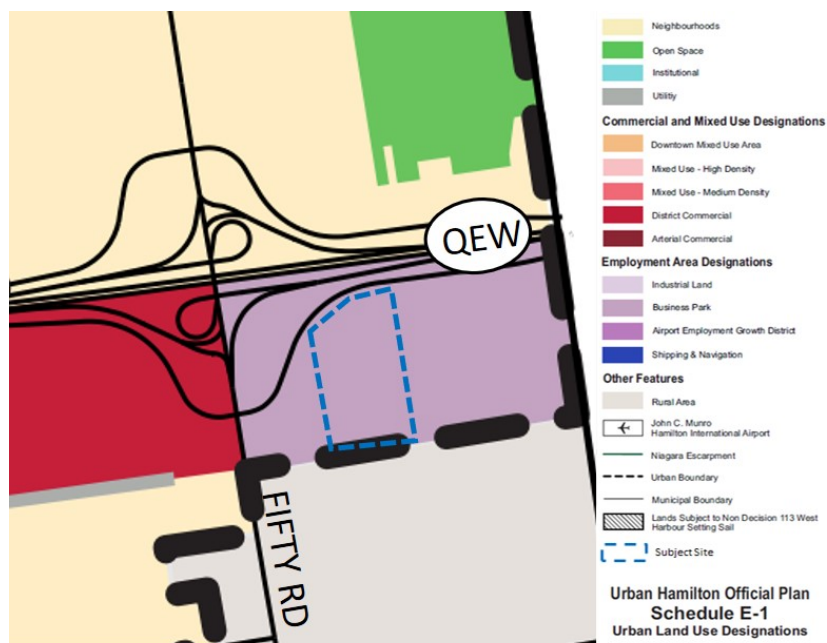 QEW
FIFTY RD
Neighbourhoods
Open Space
Institutional
Utilitiy
Commercial and Mixed Use Designations
Downtown Mixed Use Area
Mixed Use - High Density
Mixed Use - Medium Density
District Commercial
Arterial Commercial
Employment Area Designations
Industrial Land
Business Park
Airport Employment Growth District
Shipping & Navigation
Other Features
Rural Area
John C. Munro
Hamilton International Airport
Niagara Escarpment
Urban Boundary
Municipal Boundary
Lands Subject to Non Decision 113 West
Harbour Setting Sail
Subject Site
Urban Hamilton Official Plan
Schedule E-1
Urban Land Use Designations